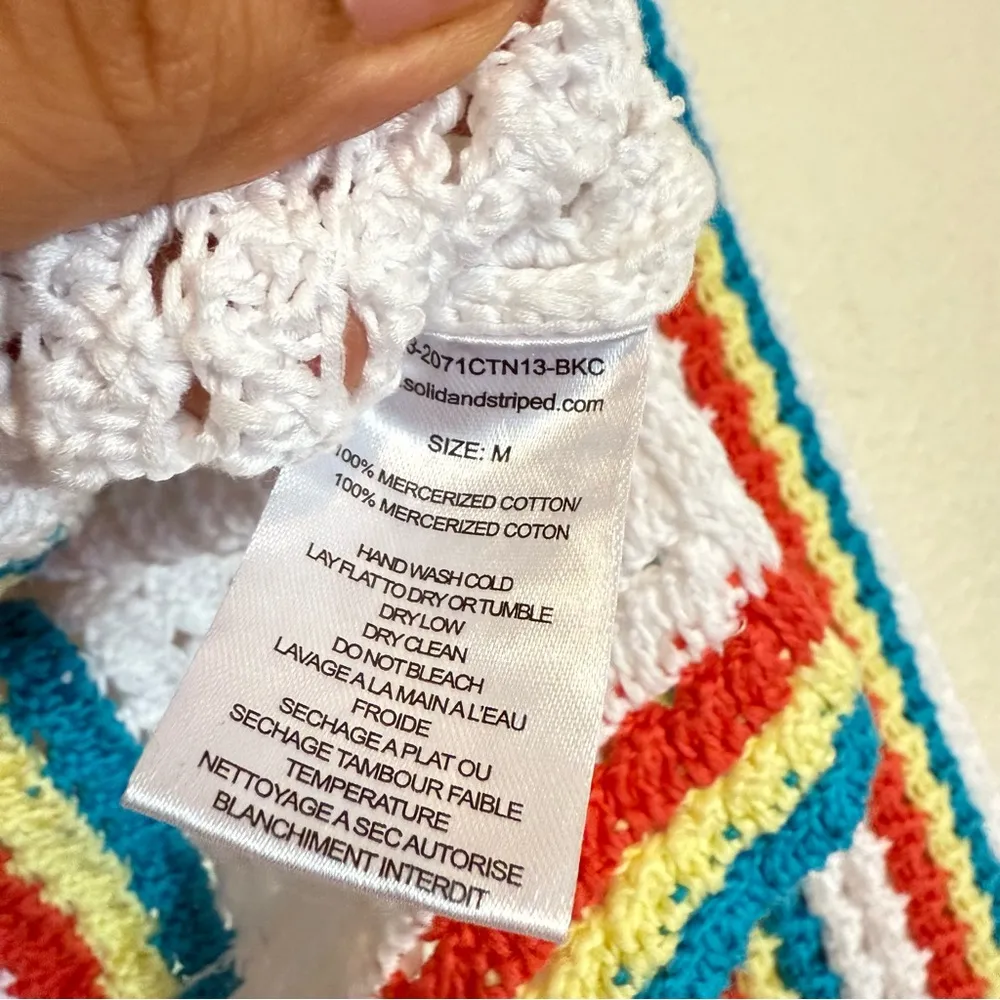 3-2071CTN13-BKC
.solidandstriped.com
SIZE: M
100% MERCERIZED COTTON/
100% MERCERIZED COTON
HAND WASH COLD
LAY FLAT TO DRY OR TUMBLE
DRY LOW
DRY CLEAN
DO NOT BLEACH
LAVAGE A LA MAIN A L'EAU
FROIDE
SECHAGE A PLAT OU
SECHAGE TAMBOUR FAIBLE
TEMPERATURE
NETTOYAGE A SEC AUTORISE
BLANCHIMENT INTERDIT